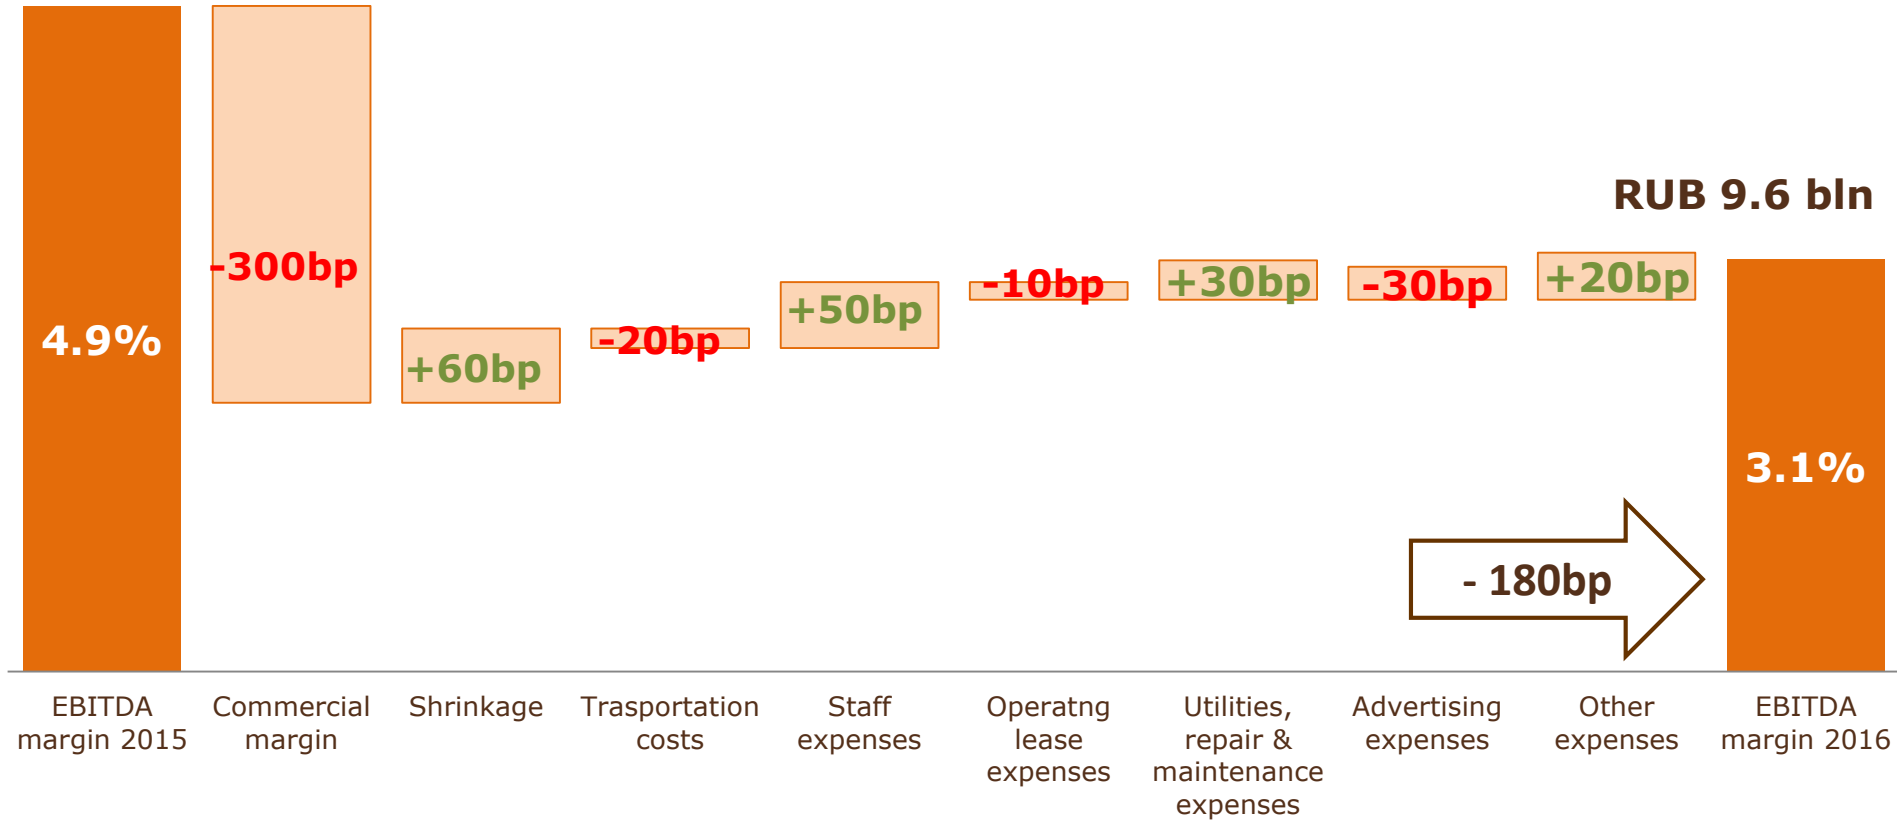 RUB 9.6 bln
4.9%
-300bp
+60bp
-20bp
+50bp
-10bp
+30bp
-30bp
+20bp
3.1%
- 180bp
EBITDA
margin 2015
Commercial
margin
Shrinkage
Trasportation
costs
Staff
expenses
Operatng
lease
expenses
Utilities,
repair &
maintenance
expenses
Advertising
expenses
Other
expenses
EBITDA
margin 2016